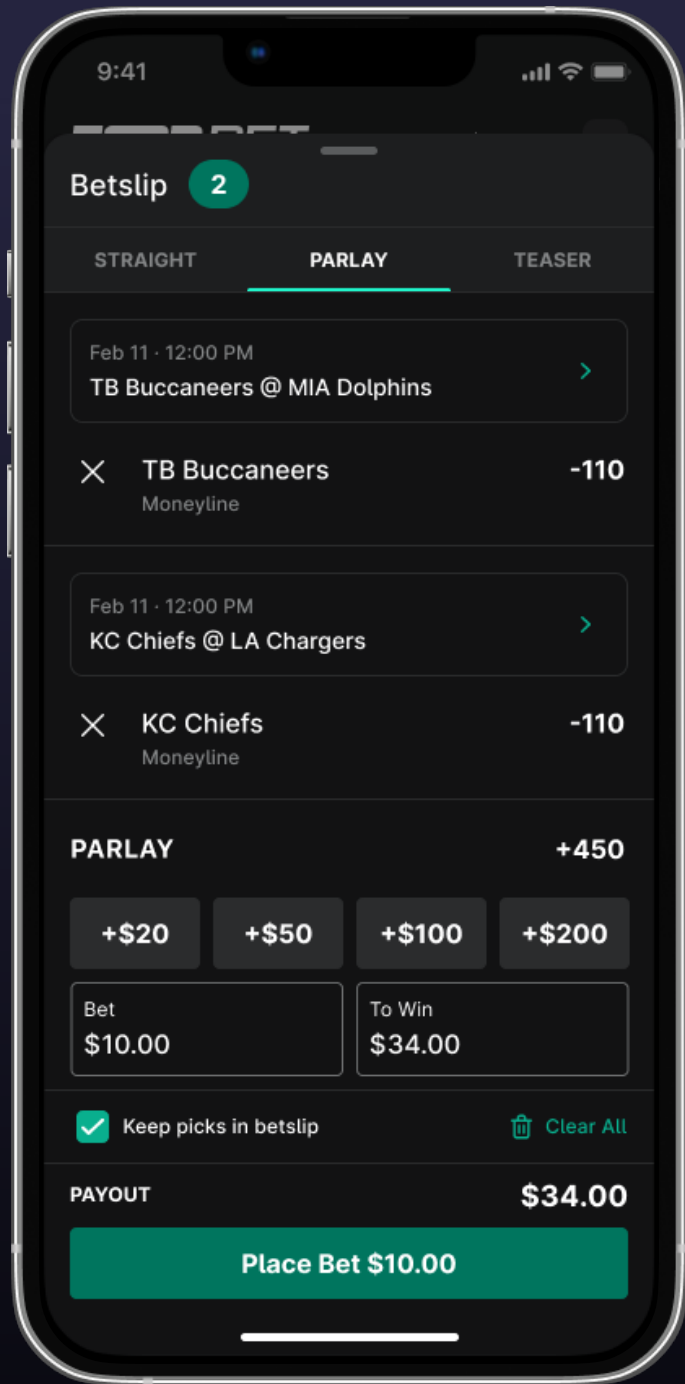 9:41
Betslip 2
STRAIGHT PARLAY TEASER
Feb 11 · 12:00 PM
TB Buccaneers @ MIA Dolphins
TB Buccaneers -110
Moneyline
Feb 11 · 12:00 PM
KC Chiefs @ LA Chargers
KC Chiefs -110
Moneyline
PARLAY +450
+$20 +$50 +$100 +$200
Bet To Win
$10.00 $34.00
Keep picks in betslip Clear All
PAYOUT $34.00
Place Bet $10.00